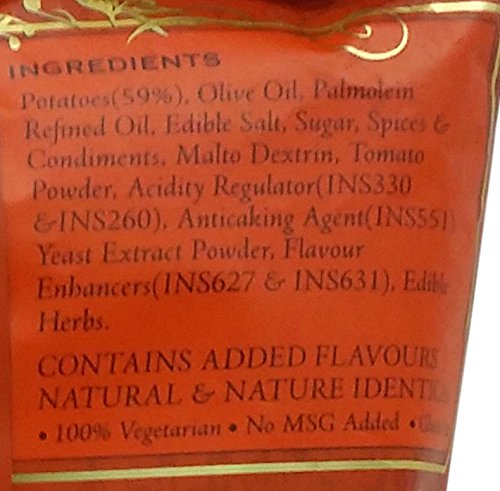 INGREDIENTS
Potatoes(59%), Olive Oil, Palmolein
Refined Oil, Edible Salt, Sugar, Spices &
Condiments, Malto Dextrin, Tomato
Powder, Acidity Regulator(INS330
&INS260), Anticaking Agent(INS551)
Yeast Extract Powder, Flavour
Enhancers(INS627 & INS631), Edible
Herbs.
CONTAINS ADDED FLAVOURS
NATURAL & NATURE
• 100% Vegetarian • No MSG Added •